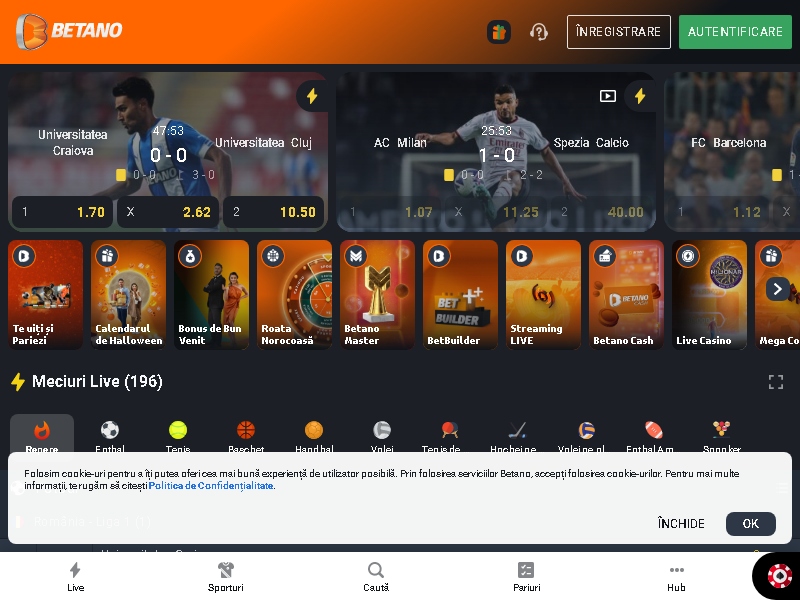 BETANO
ÎNREGISTRARE
AUTENTIFICARE
Universitatea
Craiova
47:53
0 - 0
Universitatea Cluj
0 - 0
3 - 0
1 1.70
X 2.62
2 10.50
AC Milan
25:53
1 - 0
Spezia Calcio
0 - 0
2 - 2
1 1.07
X 11.25
2 40.00
FC Barcelona
1 1.12
X
Te uiți și
Pariezi
Calendarul
de Halloween
Bonus de Bun
Venit
Roata
Norocoasă
Betano
Master
BET
BUILDER
BetBuilder
Streaming
LIVE
BETANO
Betano Cash
MILIONAR
Live Casino
Mega Co
Meciuri Live (196)
Repere
Fotbal
Tenis
Baschet
Handbal
Volei
Tenis de
Hochei pe
Volei pe pl
Fotbal Am
Snooker
Folosim cookie-uri pentru a îți putea oferi cea mai bună experiență de utilizator posibilă. Prin folosirea serviciilor Betano, accepți folosirea cookie-urilor. Pentru mai multe
informații, te rugăm să citești Politica de Confidențialitate.
ÎNCHIDE
OK
Live
Sporturi
Caută
Pariuri
Hub